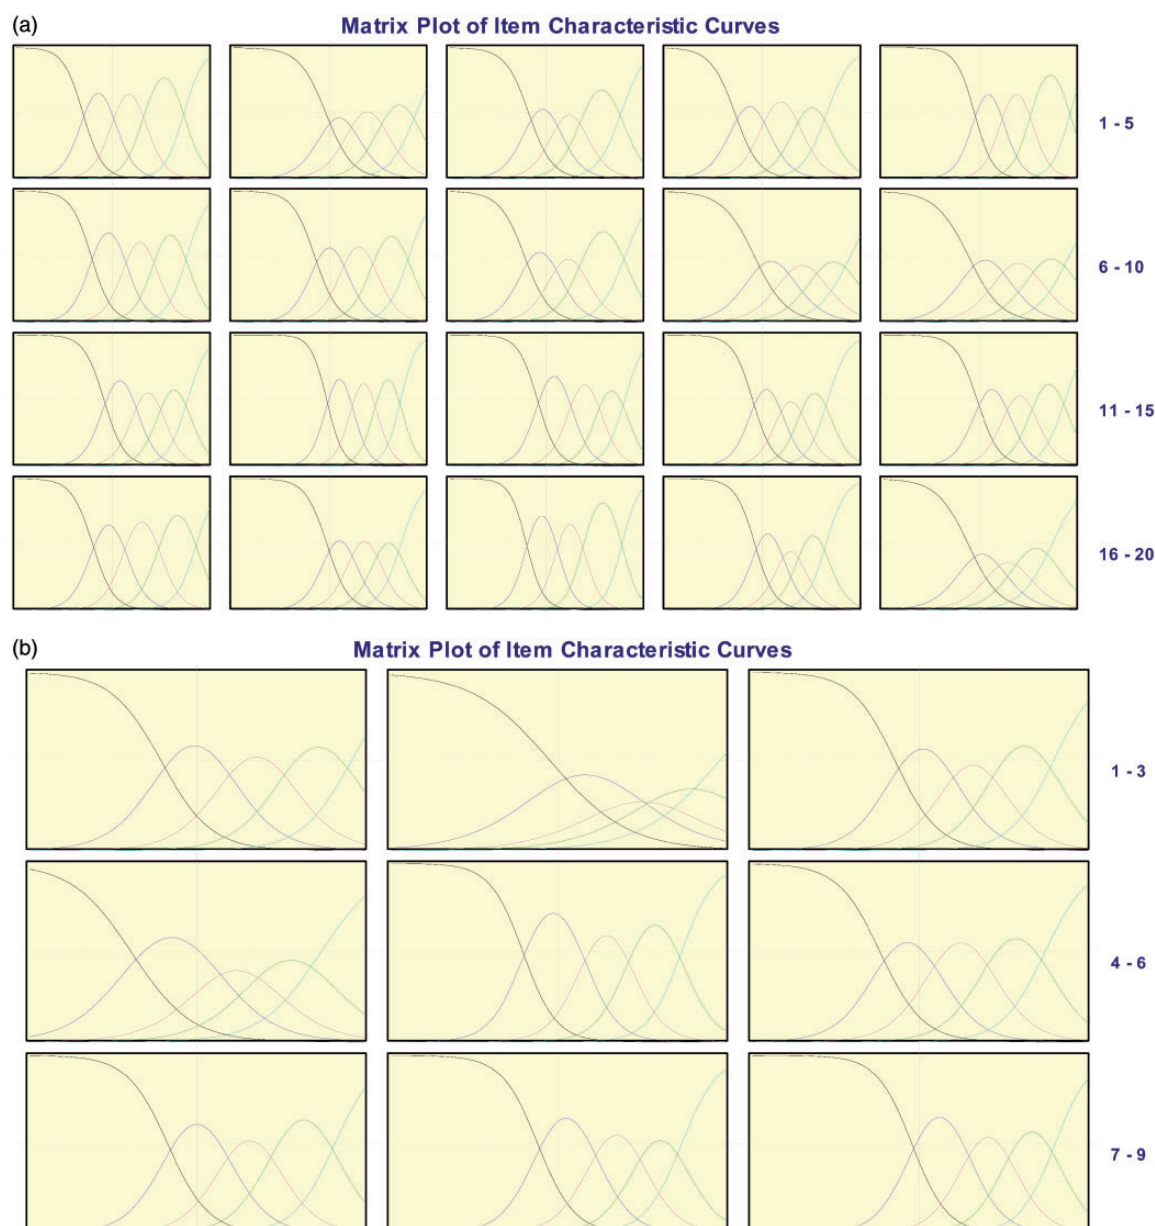 (a)
Matrix Plot of Item Characteristic Curves
1 - 5
6 - 10
11 - 15
16 - 20
(b)
Matrix Plot of Item Characteristic Curves
1 - 3
4 - 6
7 - 9